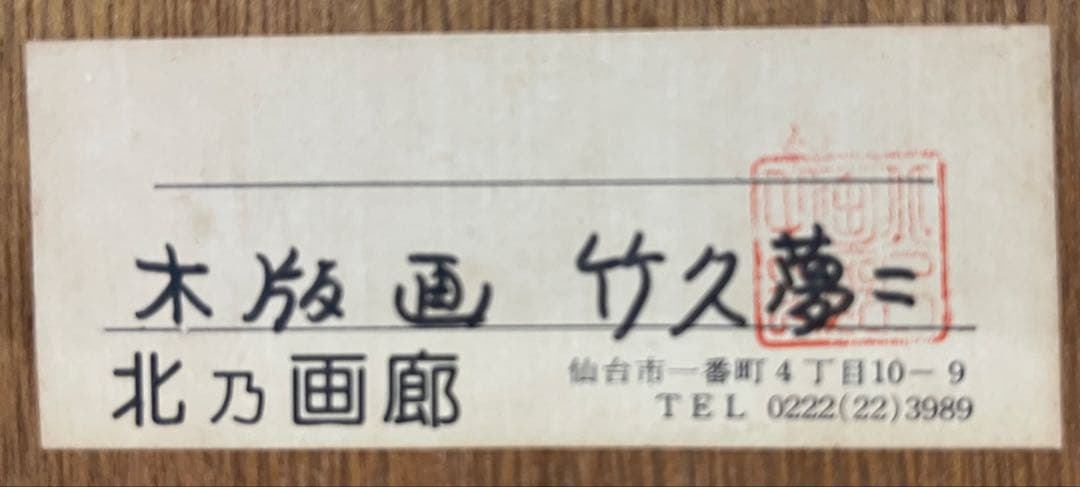 木版画 竹久夢二
北乃画廊
仙台市一番町4丁目10-9
TEL 0222(22)3989